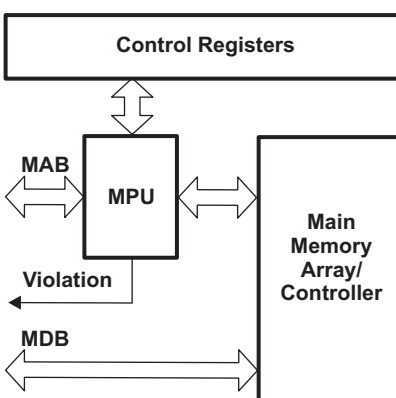 Control Registers
MAB
MPU
Main
Memory
Array/
Controller
Violation
MDB